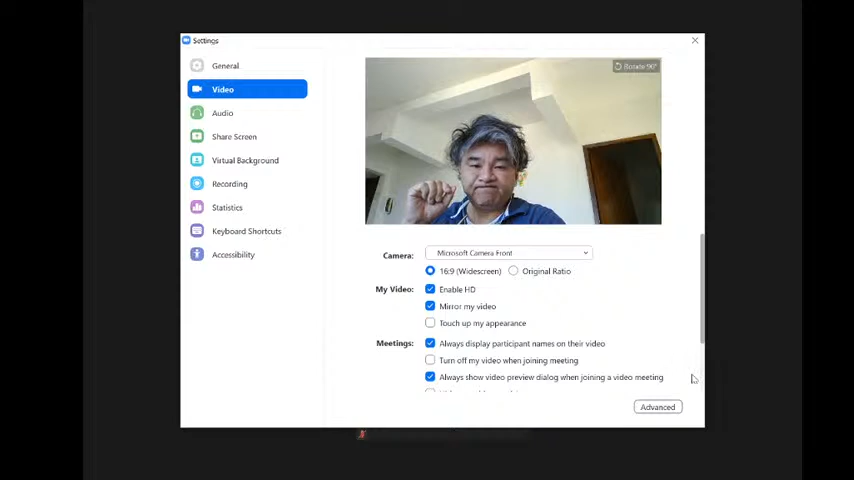 Settings
General
Rotate 90°
Video
Audio
Share Screen
Virtual Background
Recording
Statistics
Keyboard Shortcuts
Accessibility
Camera: Microsoft Camera Front
16:9 (Widescreen) Original Ratio
My Video: Enable HD
Mirror my video
Touch up my appearance
Meetings: Always display participant names on their video
Turn off my video when joining meeting
Always show video preview dialog when joining a video meeting
Advanced